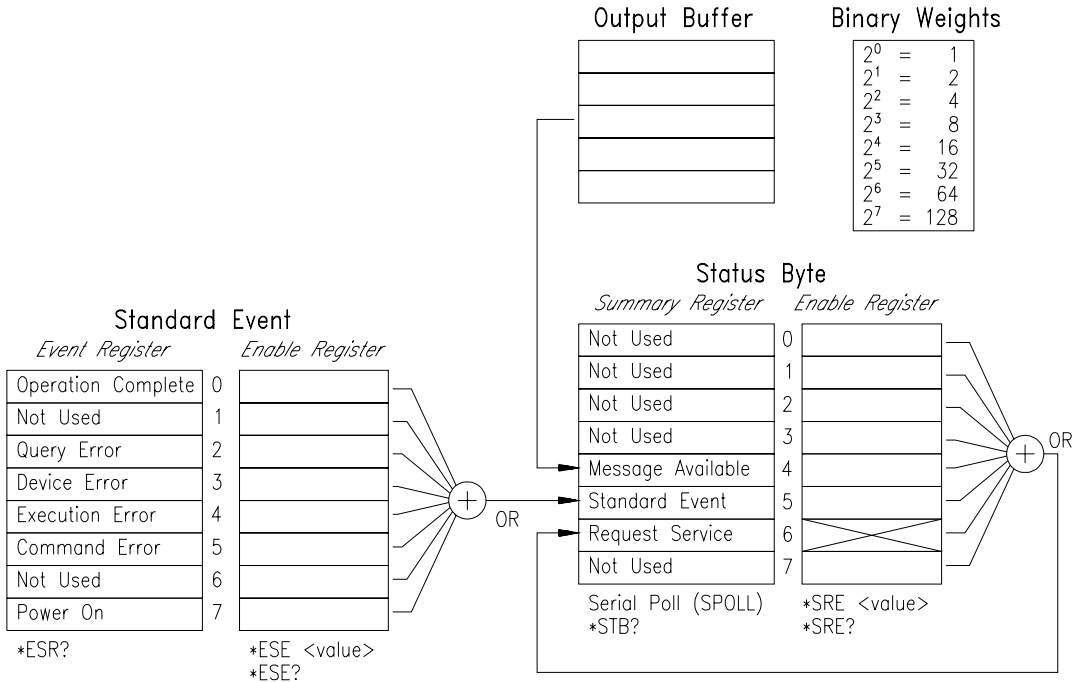 Output Buffer
Binary Weights
2⁰ = 1
2¹ = 2
2² = 4
2³ = 8
2⁴ = 16
2⁵ = 32
2⁶ = 64
2⁷ = 128
Status Byte
Summary Register Enable Register
Not Used 0
Not Used 1
Not Used 2
Not Used 3
Message Available 4
Standard Event 5
Request Service 6
Not Used 7
Serial Poll (SPOLL)
*STB?
*SRE <value>
*SRE?
OR
Standard Event
Event Register Enable Register
Operation Complete 0
Not Used 1
Query Error 2
Device Error 3
Execution Error 4
Command Error 5
Not Used 6
Power On 7
*ESR?
*ESE <value>
*ESE?
OR